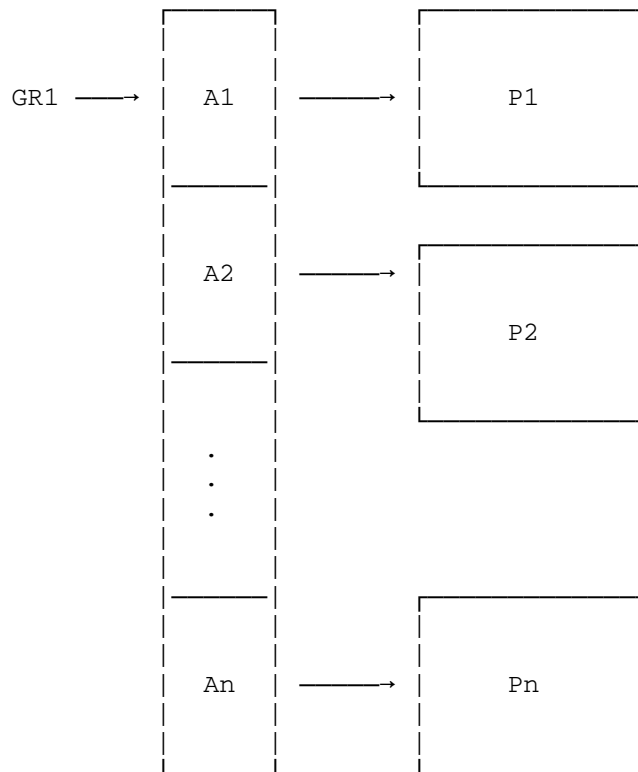 GR1 → A1 → P1
A2 → P2
.
.
.
An → Pn